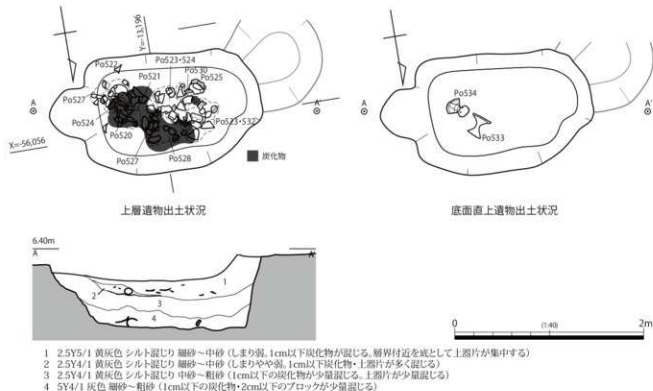 Y=-13,196
X=-56,056
Po522
Po523・524
Po521
Po530
Po525
Po527
Po524
Po520
Po523・532
Po527
Po528
A
A'
炭化物
上層遺物出土状況
A
A'
Po534
Po533
底面直上遺物出土状況
6.40m
A
A'
1
2
3
4
0
(1:40)
2m
1 2.5Y5/1 黄灰色 シルト混じり 細砂～中砂 (しまり弱。1cm以下炭化物が混じる。層界付近を底として土器片が集中する)
2 2.5Y4/1 黄灰色 シルト混じり 細砂～中砂 (しまりやや弱。1cm以下炭化物・土器片が多く混じる)
3 2.5Y4/1 黄灰色 シルト混じり 中砂～粗砂 (1cm以下の炭化物が少量混じる。土器片が少量混じる)
4 5Y4/1 灰色 細砂～粗砂 (1cm以下の炭化物・2cm以下のブロックが少量混じる)